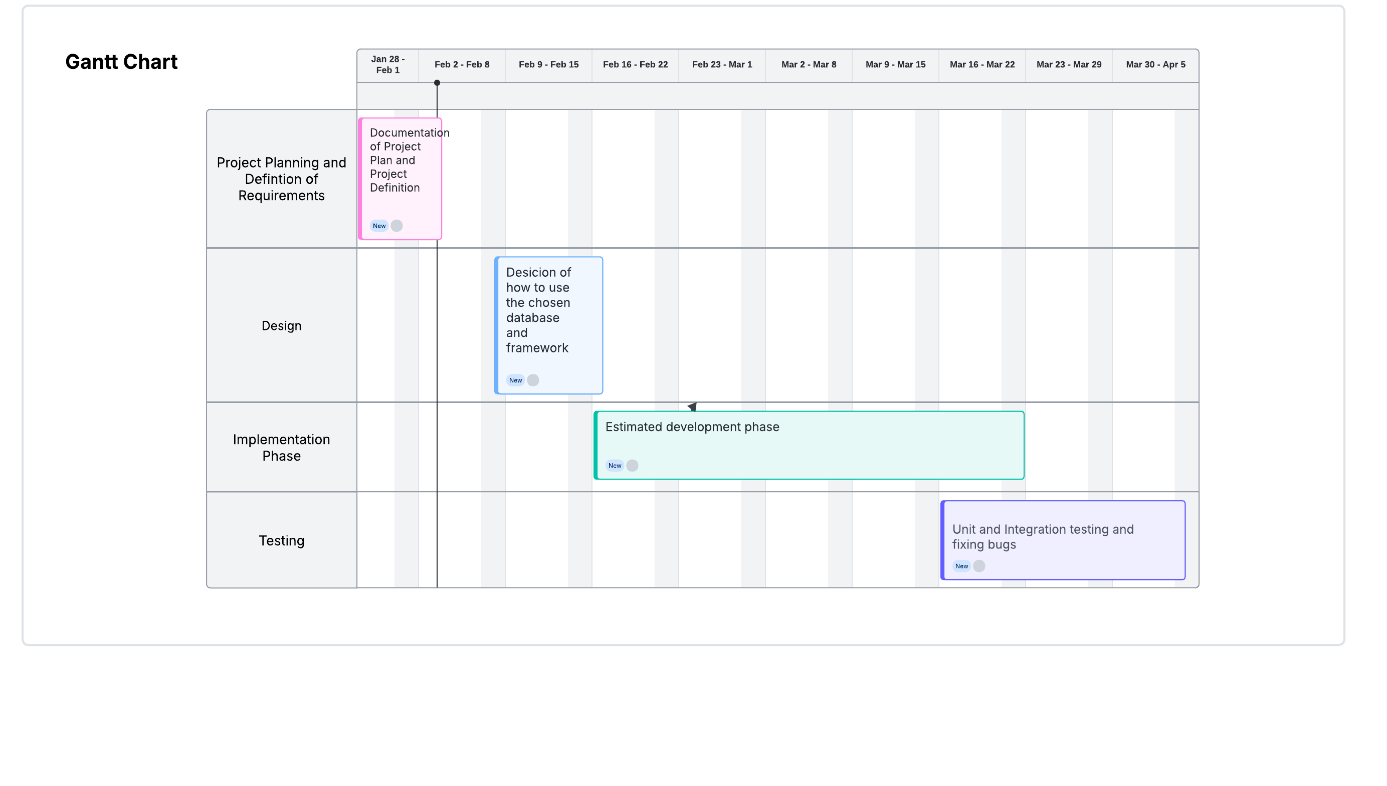 Gantt Chart
Jan 28 -
Feb 1
Feb 2 - Feb 8
Feb 9 - Feb 15
Feb 16 - Feb 22
Feb 23 - Mar 1
Mar 2 - Mar 8
Mar 9 - Mar 15
Mar 16 - Mar 22
Mar 23 - Mar 29
Mar 30 - Apr 5
Project Planning and
Defintion of
Requirements
Documentation
of Project
Plan and
Project
Definition
New
Design
Desicion of
how to use
the chosen
database
and
framework
New
Implementation
Phase
Estimated development phase
New
Testing
Unit and Integration testing and
fixing bugs
New